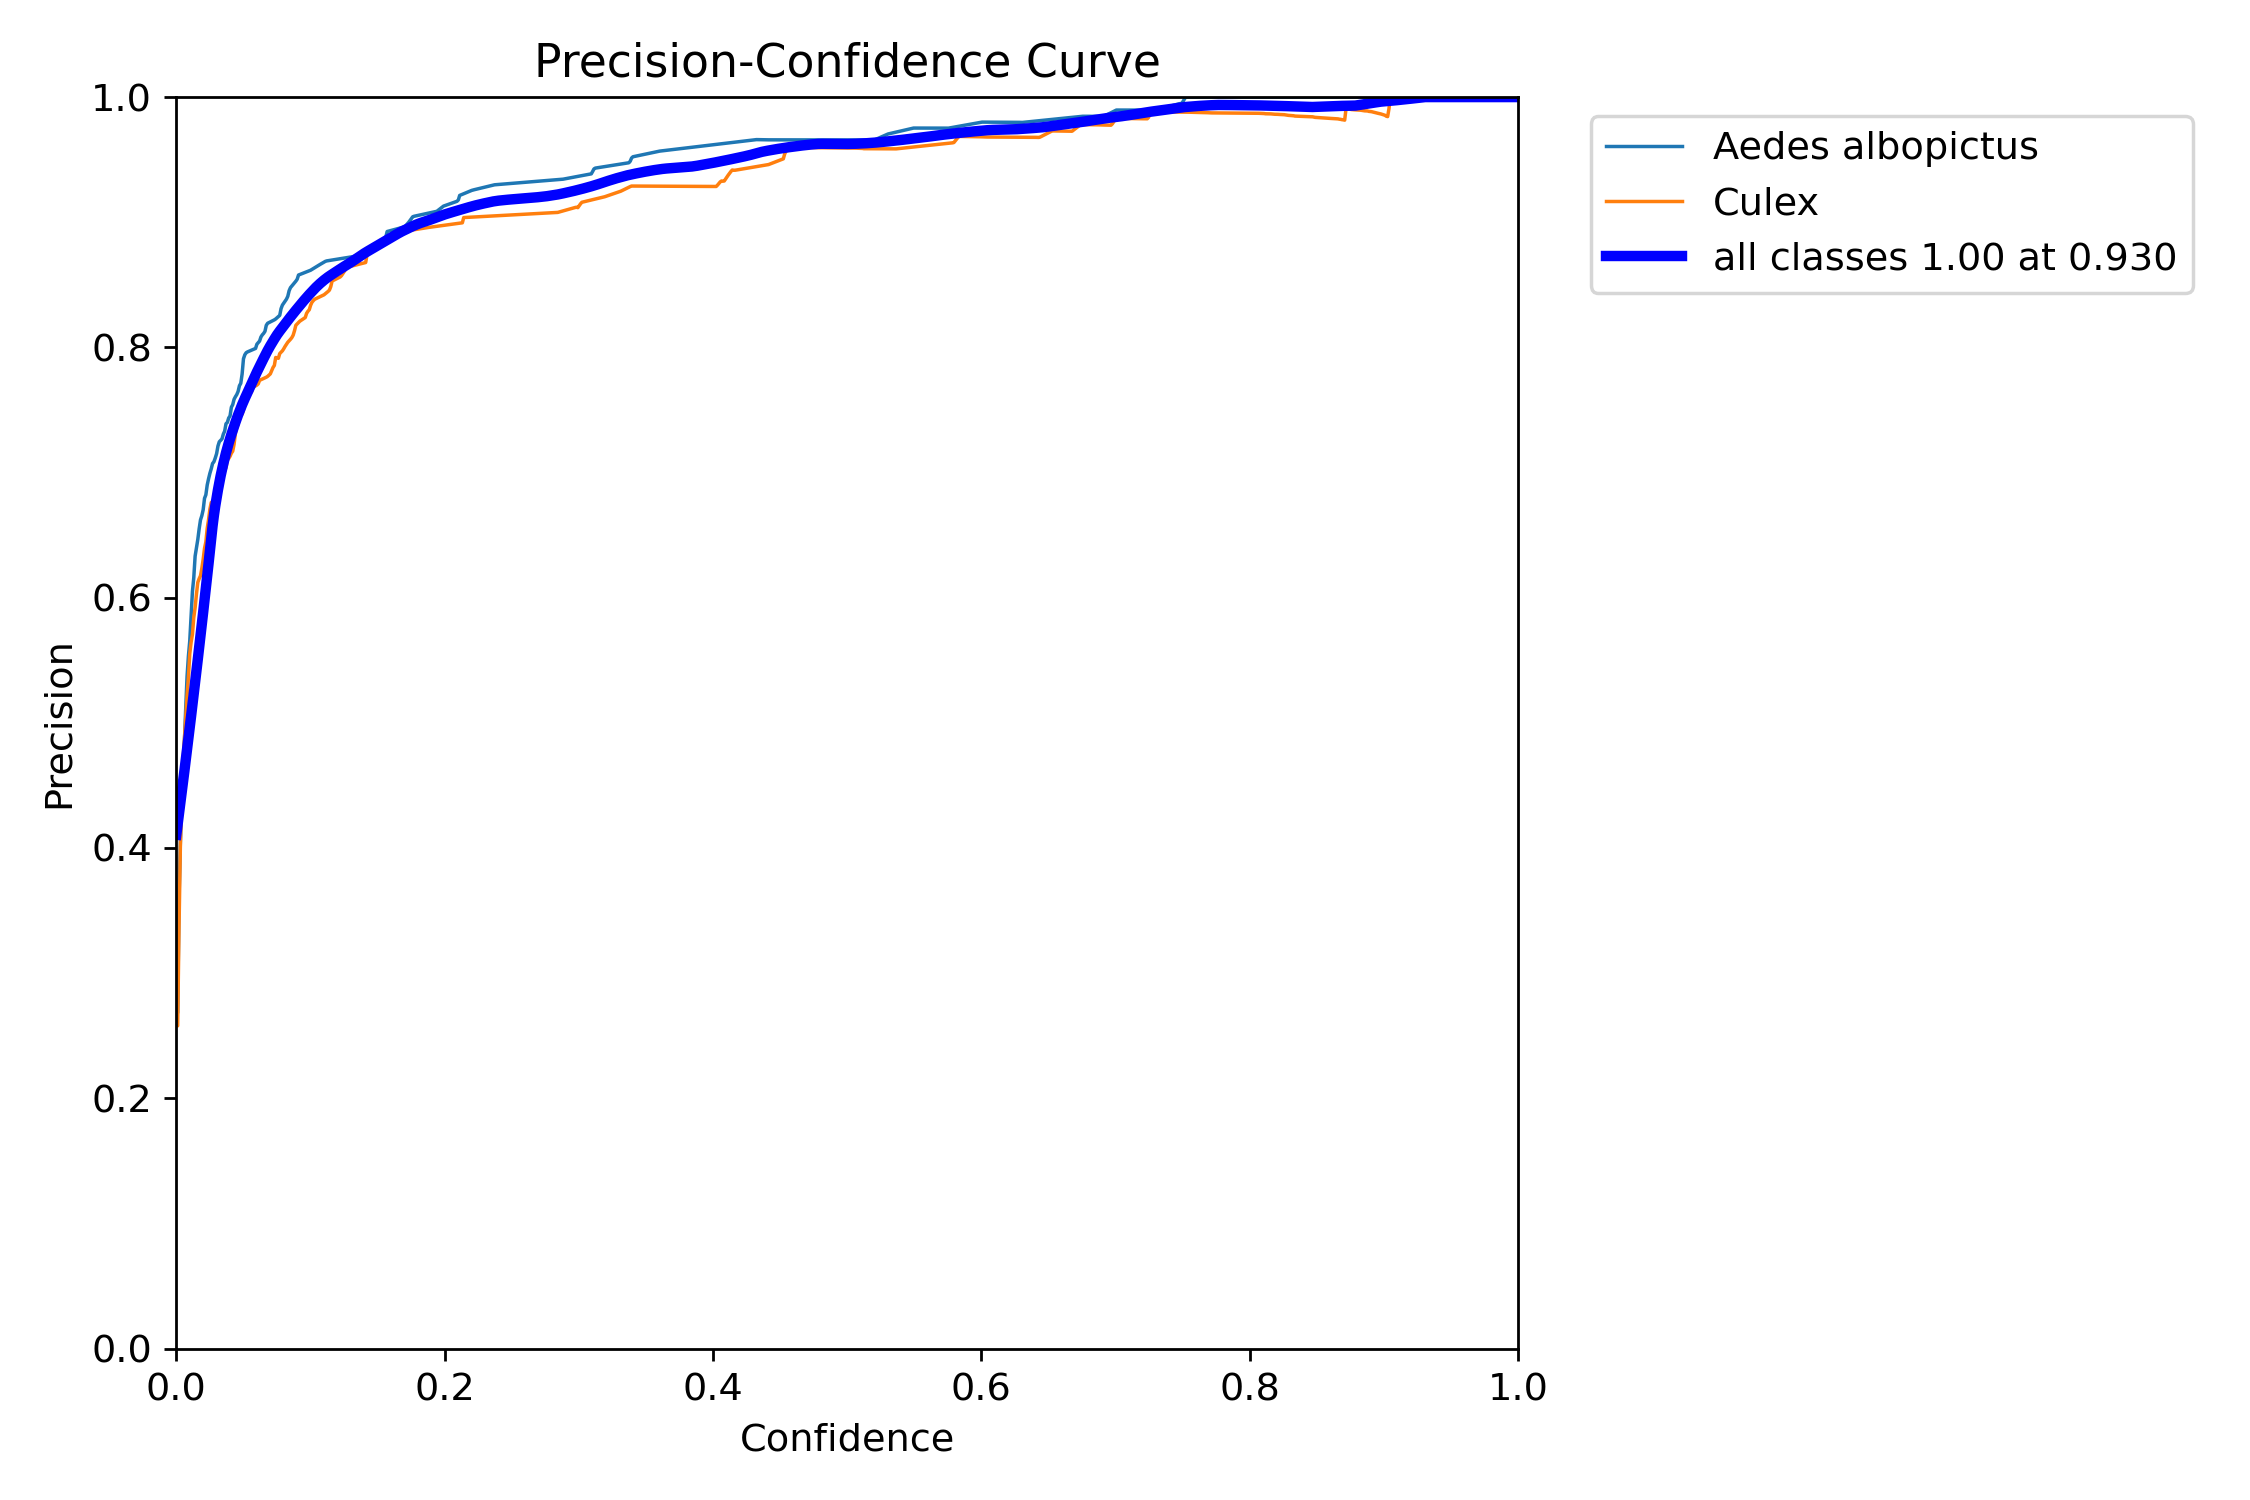 Precision-Confidence Curve
1.0
0.8
0.6
0.4
0.2
0.0
Precision
0.0 0.2 0.4 0.6 0.8 1.0
Confidence
Aedes albopictus
Culex
all classes 1.00 at 0.930